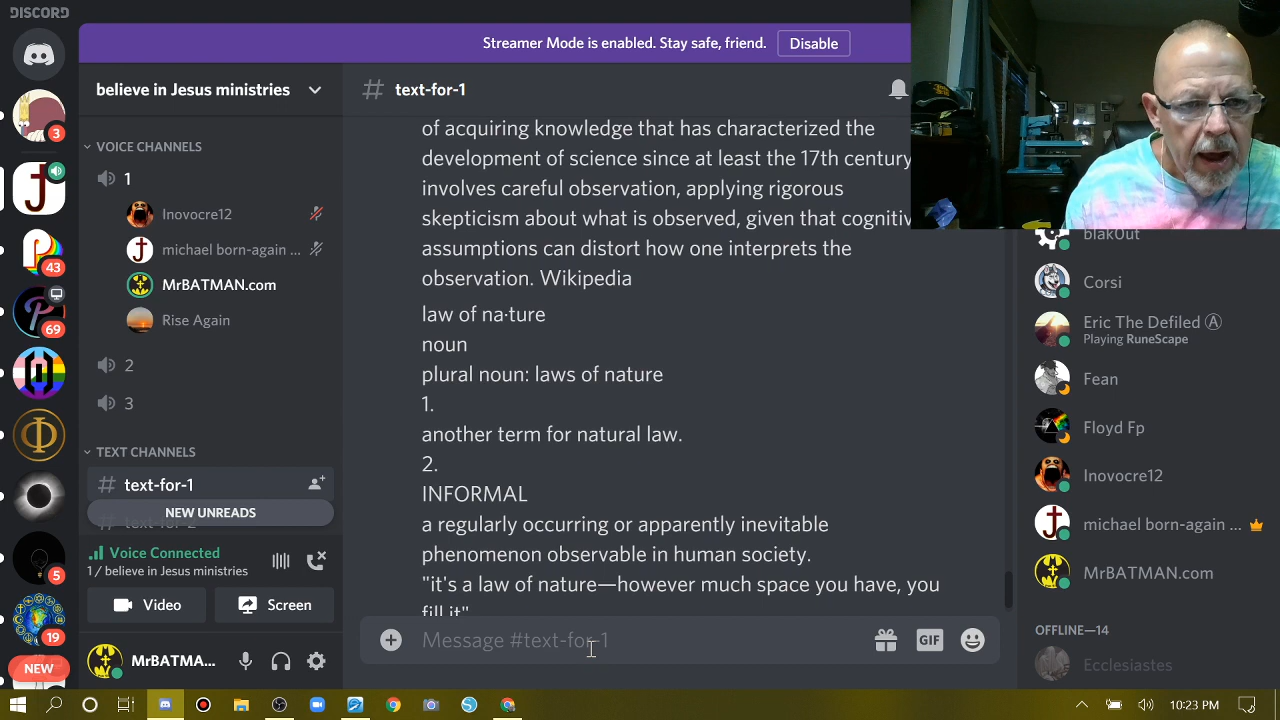 DISCORD
Streamer Mode is enabled. Stay safe, friend.
Disable
believe in Jesus ministries
# text-for-1
VOICE CHANNELS
1
Inovocre12
michael born-again ...
MrBATMAN.com
Rise Again
2
3
TEXT CHANNELS
# text-for-1
NEW UNREADS
Voice Connected
1 / believe in Jesus ministries
Video
Screen
MrBATMA...
3
43
69
5
19
NEW
of acquiring knowledge that has characterized the
development of science since at least the 17th century
involves careful observation, applying rigorous
skepticism about what is observed, given that cognitiv
assumptions can distort how one interprets the
observation. Wikipedia
law of na·ture
noun
plural noun: laws of nature
1.
another term for natural law.
2.
INFORMAL
a regularly occurring or apparently inevitable
phenomenon observable in human society.
"it's a law of nature—however much space you have, you
fill it"
Message #text-for-1
GIF
blakOut
Corsi
Eric The Defiled Ⓐ
Playing RuneScape
Fean
Floyd Fp
Inovocre12
michael born-again ...
MrBATMAN.com
OFFLINE—14
Ecclesiastes
10:23 PM